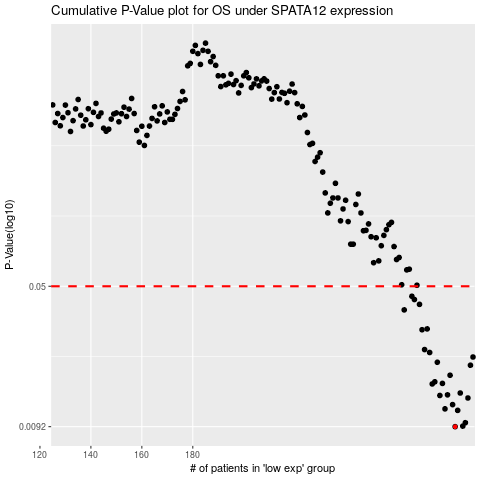 Cumulative P-Value plot for OS under SPATA12 expression
P-Value(log10)
0.05
0.0092
120
140
160
180
# of patients in 'low exp' group